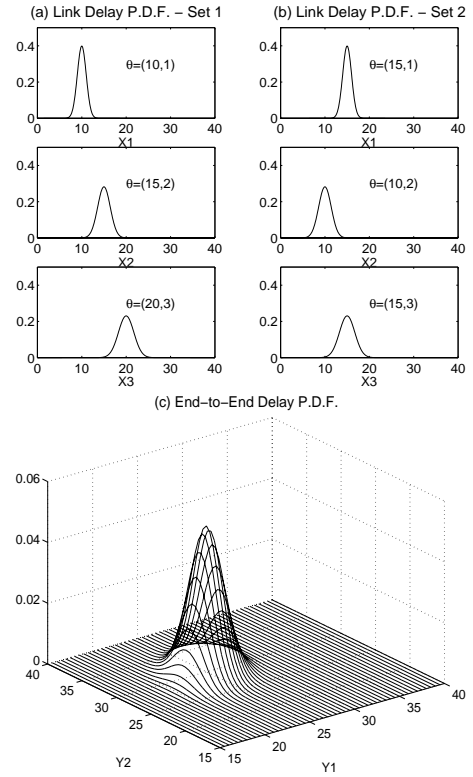 (a) Link Delay P.D.F. − Set 1
(b) Link Delay P.D.F. − Set 2
0.4
0.2
0
θ=(10,1)
0 10 20 30 40
X1
0.4
0.2
0
θ=(15,1)
0 10 20 30 40
X1
0.4
0.2
0
θ=(15,2)
0 10 20 30 40
X2
0.4
0.2
0
θ=(10,2)
0 10 20 30 40
X2
0.4
0.2
0
θ=(20,3)
0 10 20 30 40
X3
0.4
0.2
0
θ=(15,3)
0 10 20 30 40
X3
(c) End−to−End Delay P.D.F.
0.06
0.04
0.02
0
40
35
30
25
20
15
Y2
15
20
25
30
35
40
Y1